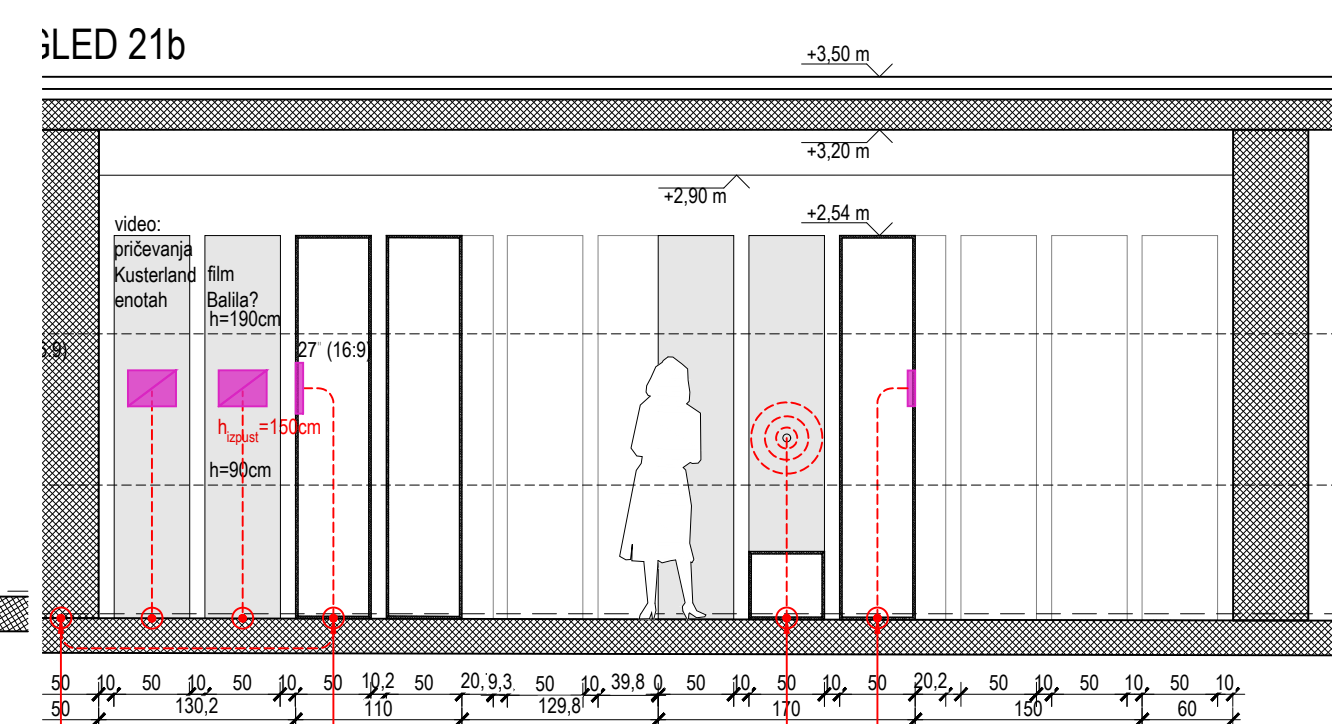 GLED 21b
+3,50 m
+3,20 m
+2,90 m
+2,54 m
video:
pričevanja
Kusterland
enotah
film
Balila?
h=190cm
27" (16:9)
6:9)
hizpust=150cm
h=90cm
50 10 50 10, 50 10 50 10,2 50 20, 9,3 50 10 39,8 0 50 10 50 10 50 20,2 50 10 50 10, 50 10,
50 130,2 110 129,8 170 150 60